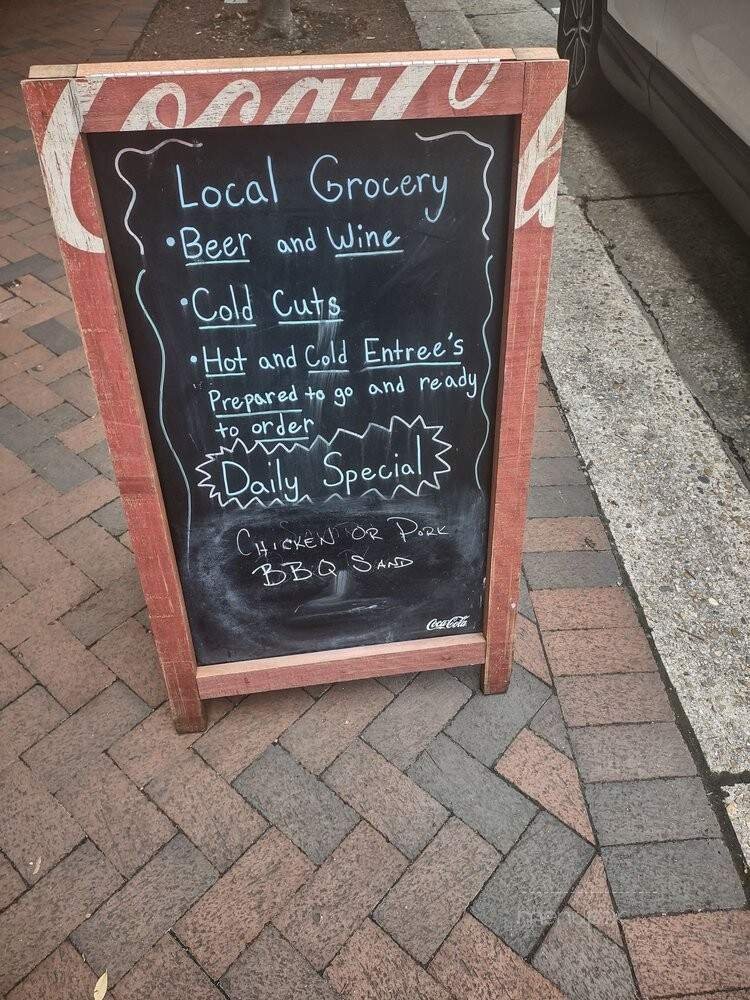 Coca-Co
Local Grocery
• Beer and Wine
• Cold Cuts
• Hot and Cold Entree's
Prepared to go and ready
to order
Daily Special
CHICKEN OR PORK
BBQ SAND
Coca-Cola